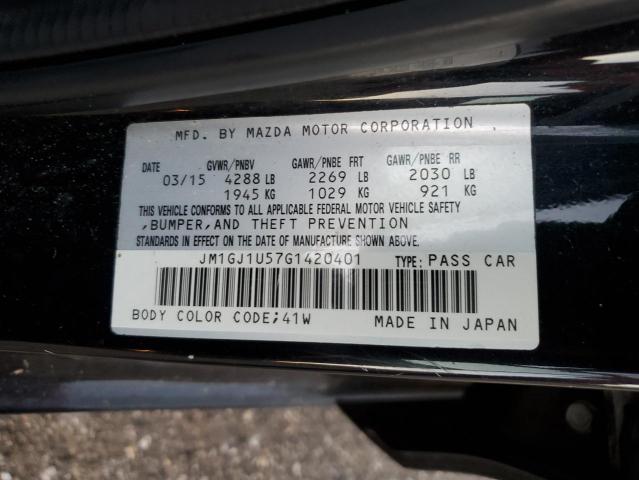 MFD. BY MAZDA MOTOR CORPORATION
DATE GVWR/PNBV GAWR/PNBE FRT GAWR/PNBE RR
03/15 4288 LB 2269 LB 2030 LB
1945 KG 1029 KG 921 KG
THIS VEHICLE CONFORMS TO ALL APPLICABLE FEDERAL MOTOR VEHICLE SAFETY
,BUMPER,AND THEFT PREVENTION
STANDARDS IN EFFECT ON THE DATE OF MANUFACTURE SHOWN ABOVE.
JM1GJ1U57G1420401 TYPE: PASS CAR
BODY COLOR CODE;41W MADE IN JAPAN